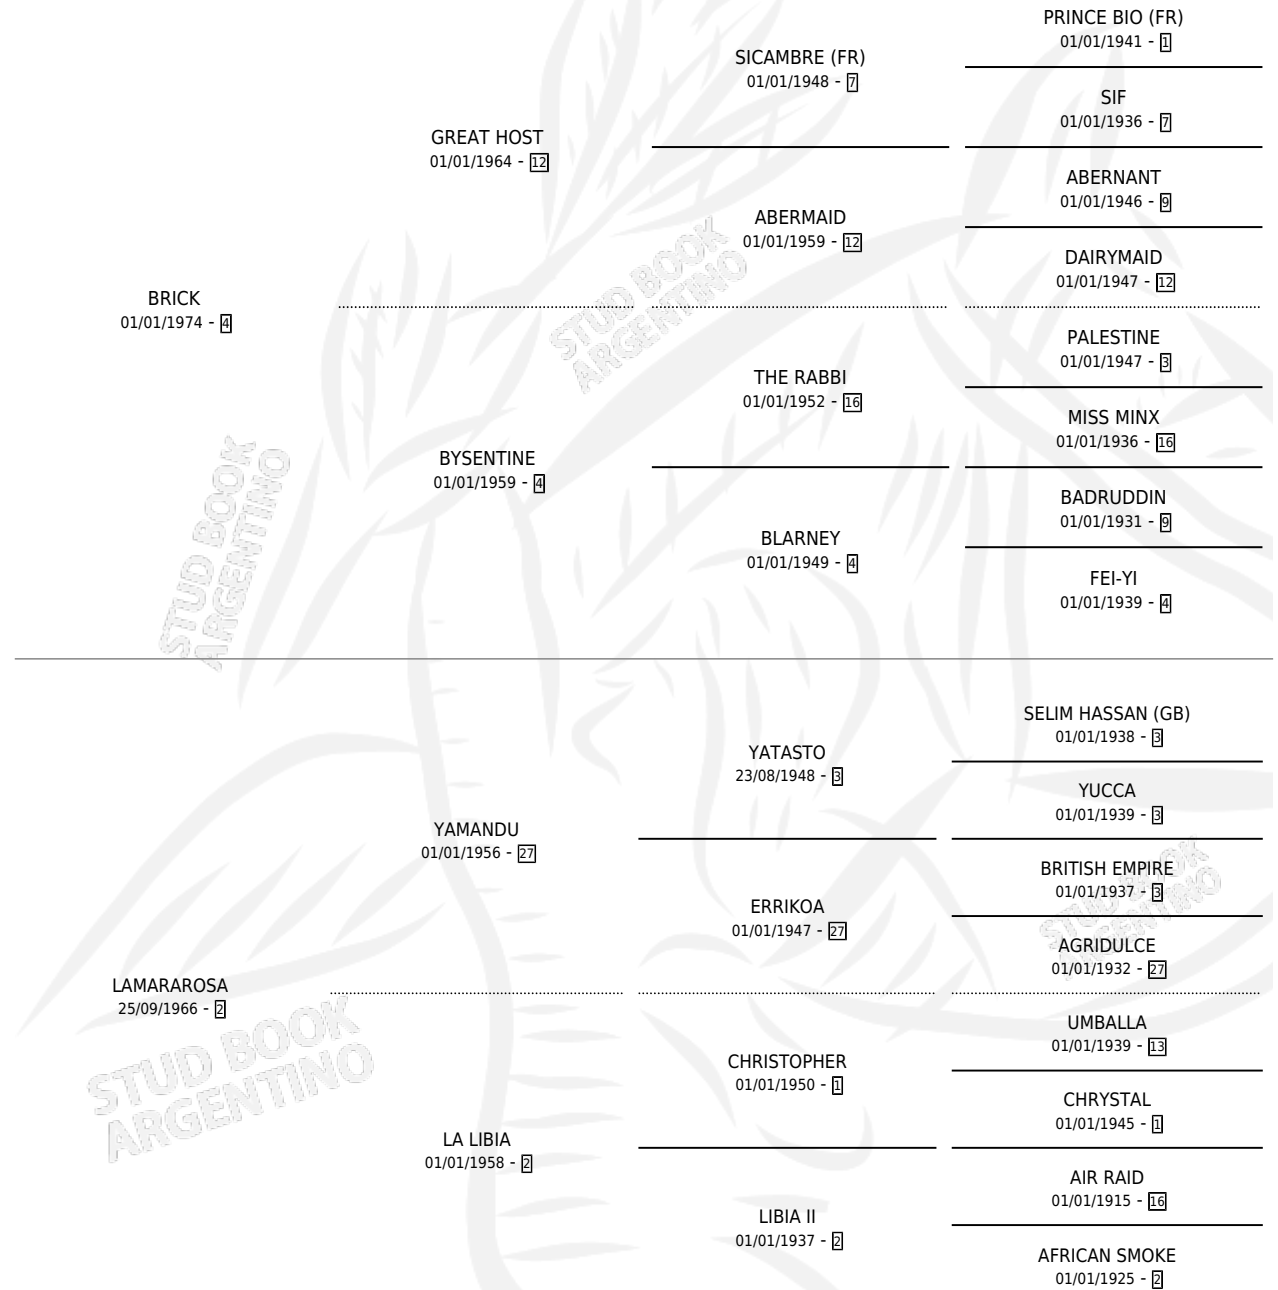 PRINCE BIO (FR)
01/01/1941 - 1
SICAMBRE (FR)
01/01/1948 - 7
SIF
01/01/1936 - 7
GREAT HOST
01/01/1964 - 12
ABERNANT
01/01/1946 - 9
ABERMAID
01/01/1959 - 12
DAIRYMAID
01/01/1947 - 12
BRICK
01/01/1974 - 4
PALESTINE
01/01/1947 - 3
THE RABBI
01/01/1952 - 16
MISS MINX
01/01/1936 - 16
BYSENTINE
01/01/1959 - 4
BADRUDDIN
01/01/1931 - 9
BLARNEY
01/01/1949 - 4
FEI-YI
01/01/1939 - 4
STUD BOOK
ARGENTINO
STUD BOOK
ARGENTINO
SELIM HASSAN (GB)
01/01/1938 - 3
YATASTO
23/08/1948 - 3
YUCCA
01/01/1939 - 3
YAMANDU
01/01/1956 - 27
BRITISH EMPIRE
01/01/1937 - 3
ERRIKOA
01/01/1947 - 27
AGRIDULCE
01/01/1932 - 27
STUD BOOK
ARGENTINO
LAMARAROSA
25/09/1966 - 2
UMBALLA
01/01/1939 - 13
CHRISTOPHER
01/01/1950 - 1
CHRYSTAL
01/01/1945 - 1
STUD BOOK
ARGENTINO
LA LIBIA
01/01/1958 - 2
AIR RAID
01/01/1915 - 16
LIBIA II
01/01/1937 - 2
AFRICAN SMOKE
01/01/1925 - 2